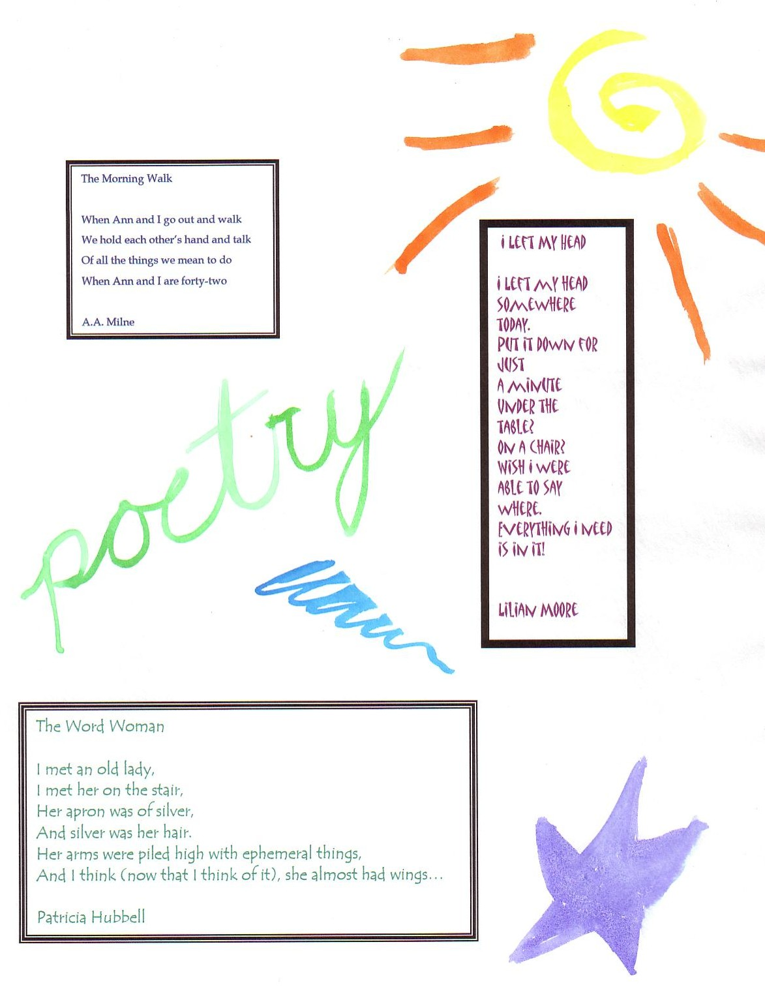 The Morning Walk
When Ann and I go out and walk
We hold each other's hand and talk
Of all the things we mean to do
When Ann and I are forty-two
A.A. Milne
I LEFT MY HEAD
I LEFT MY HEAD
SOMEWHERE
TODAY.
PUT IT DOWN FOR
JUST
A MINUTE
UNDER THE
TABLE?
ON A CHAIR?
WISH I WERE
ABLE TO SAY
WHERE.
EVERYTHING I NEED
IS IN IT!
LILIAN MOORE
poetry
The Word Woman
I met an old lady,
I met her on the stair,
Her apron was of silver,
And silver was her hair.
Her arms were piled high with ephemeral things,
And I think (now that I think of it), she almost had wings...
Patricia Hubbell